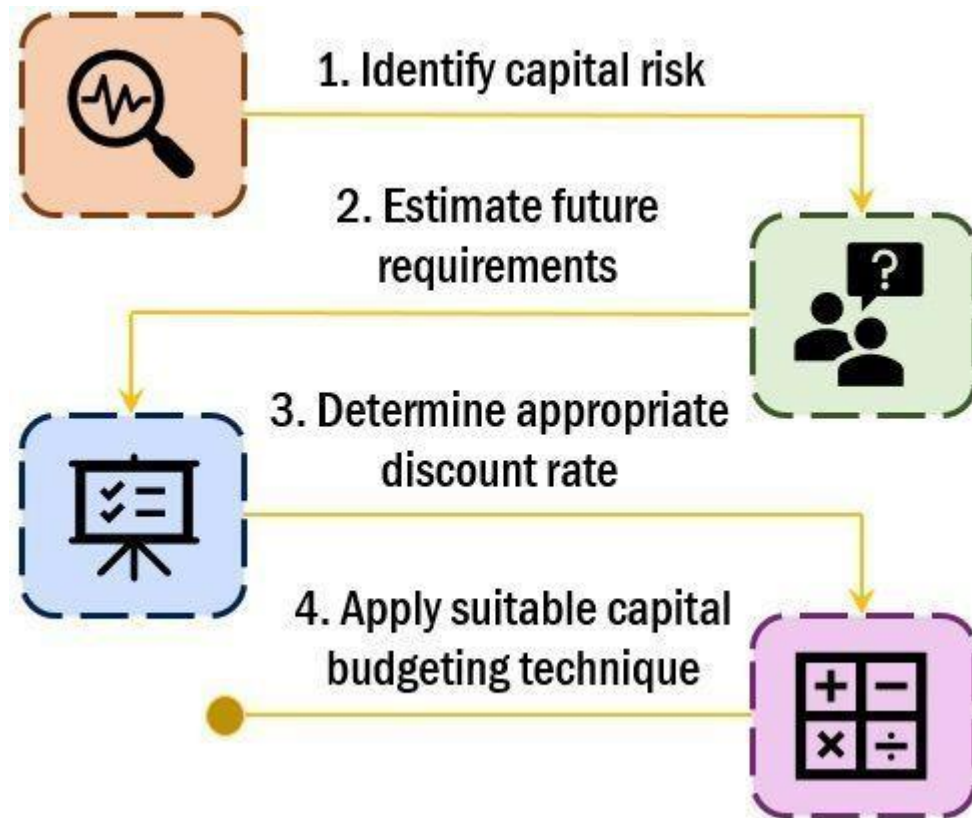 1. Identify capital risk
2. Estimate future
requirements
?
3. Determine appropriate
discount rate
4. Apply suitable capital
budgeting technique
+ −
× ÷